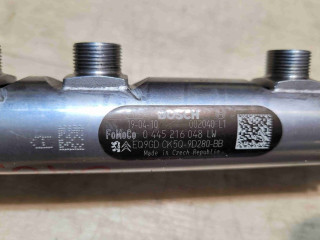 BOSCH
19-04-10 002040 L1
FoMoCo 0 445 216 048 LW
EQ9GD CK5Q-9D280-BB
Made in Czech Republic